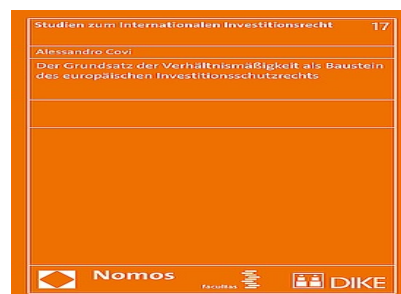 Studien zum Internationalen Investitionsrecht 17
Alessandro Covi
Der Grundsatz der Verhältnismäßigkeit als Baustein
des europäischen Investitionsschutzrechts
Nomos
facultas
DIKE